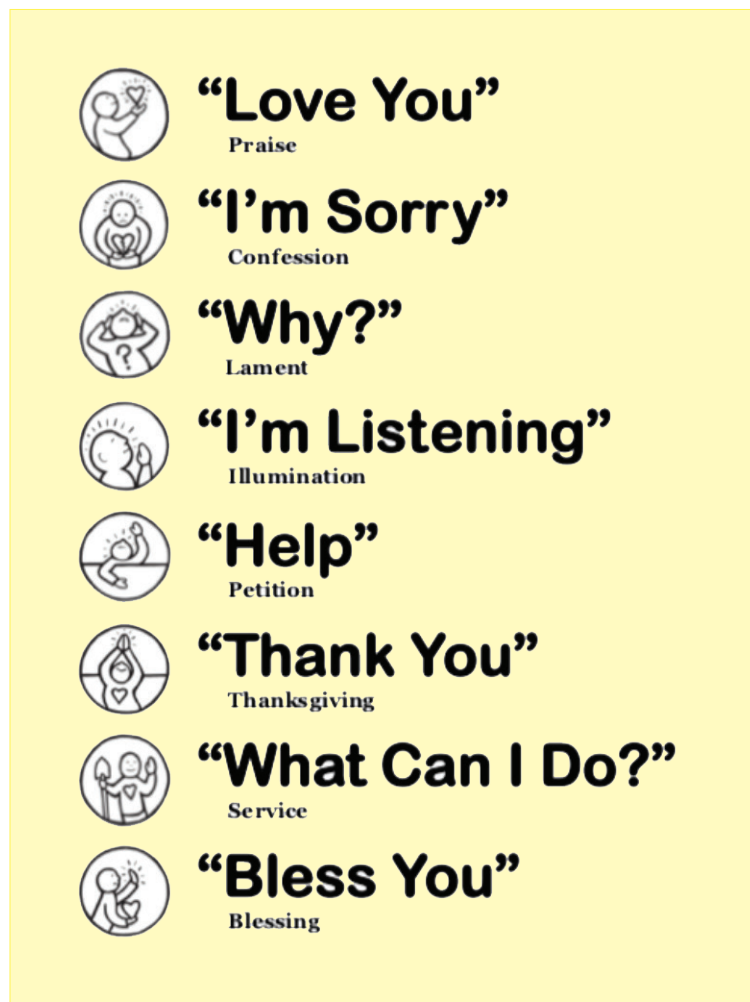 “Love You”
Praise
“I’m Sorry”
Confession
“Why?”
?
Lament
“I’m Listening”
Illumination
“Help”
Petition
“Thank You”
Thanksgiving
“What Can I Do?”
Service
“Bless You”
Blessing